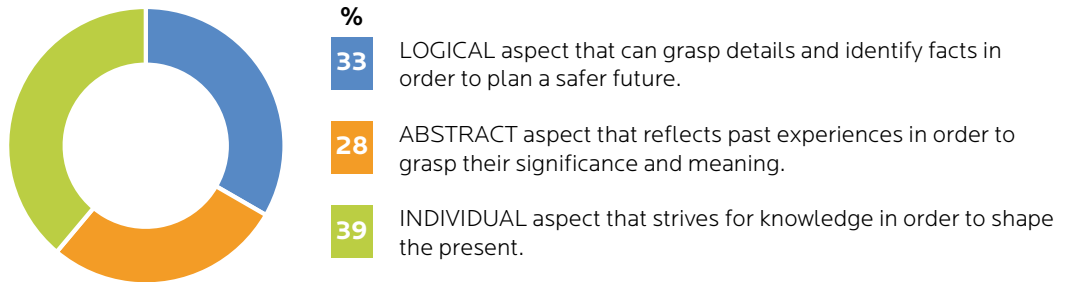 %
33
LOGICAL aspect that can grasp details and identify facts in
order to plan a safer future.
28
ABSTRACT aspect that reflects past experiences in order to
grasp their significance and meaning.
39
INDIVIDUAL aspect that strives for knowledge in order to shape
the present.